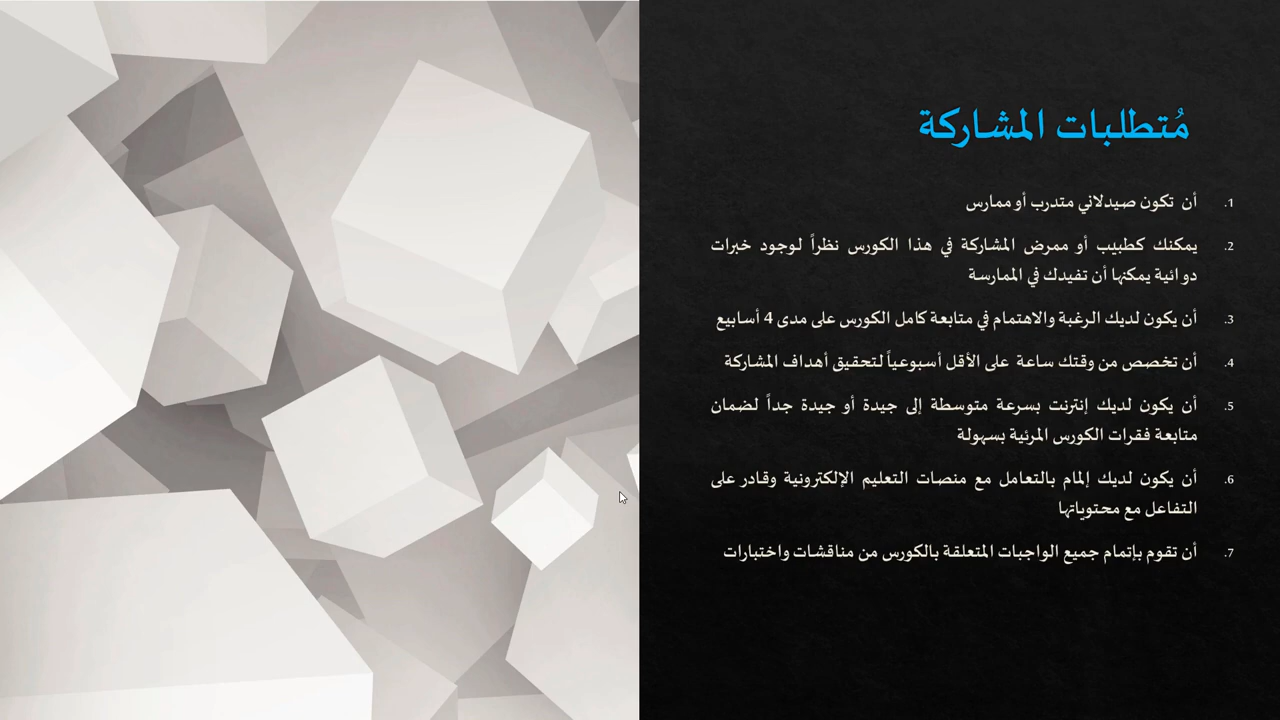 مُتطلبات المشاركة
1. أن تكون صيدلاني متدرب أو ممارس
2. يمكنك كطبيب أو ممرض المشاركة في هذا الكورس نظراً لوجود خبرات
دوائية يمكنها أن تفيدك في الممارسة
3. أن يكون لديك الرغبة والاهتمام في متابعة كامل الكورس على مدى 4 أسابيع
4. أن تخصص من وقتك ساعة على الأقل أسبوعياً لتحقيق أهداف المشاركة
5. أن يكون لديك إنترنت بسرعة متوسطة إلى جيدة أو جيدة جداً لضمان
متابعة فقرات الكورس المرئية بسهولة
6. أن يكون لديك إلمام بالتعامل مع منصات التعليم الإلكترونية وقادر على
التفاعل مع محتوياتها
7. أن تقوم بإتمام جميع الواجبات المتعلقة بالكورس من مناقشات واختبارات